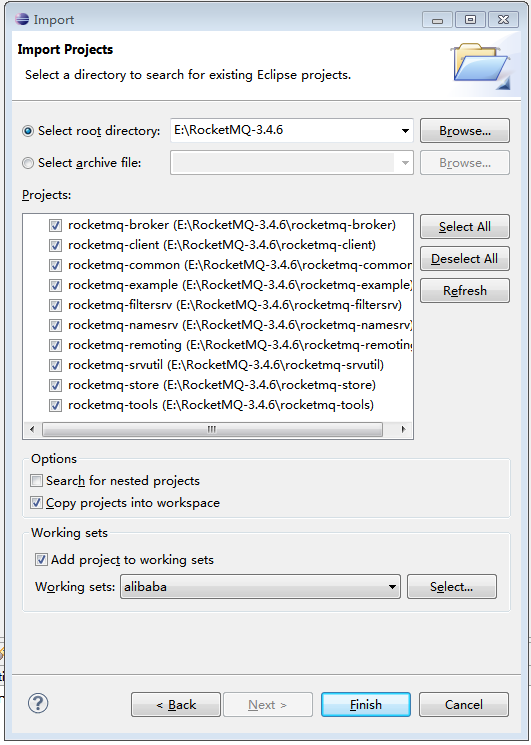 Import
Import Projects
Select a directory to search for existing Eclipse projects.
Select root directory: E:\RocketMQ-3.4.6 Browse...
Select archive file: Browse...
Projects:
rocketmq-broker (E:\RocketMQ-3.4.6\rocketmq-broker)
rocketmq-client (E:\RocketMQ-3.4.6\rocketmq-client)
rocketmq-common (E:\RocketMQ-3.4.6\rocketmq-common
rocketmq-example (E:\RocketMQ-3.4.6\rocketmq-example)
rocketmq-filtersrv (E:\RocketMQ-3.4.6\rocketmq-filtersrv)
rocketmq-namesrv (E:\RocketMQ-3.4.6\rocketmq-namesrv)
rocketmq-remoting (E:\RocketMQ-3.4.6\rocketmq-remoting
rocketmq-srvutil (E:\RocketMQ-3.4.6\rocketmq-srvutil)
rocketmq-store (E:\RocketMQ-3.4.6\rocketmq-store)
rocketmq-tools (E:\RocketMQ-3.4.6\rocketmq-tools)
Select All
Deselect All
Refresh
Options
Search for nested projects
Copy projects into workspace
Working sets
Add project to working sets
Working sets: alibaba Select...
? < Back Next > Finish Cancel